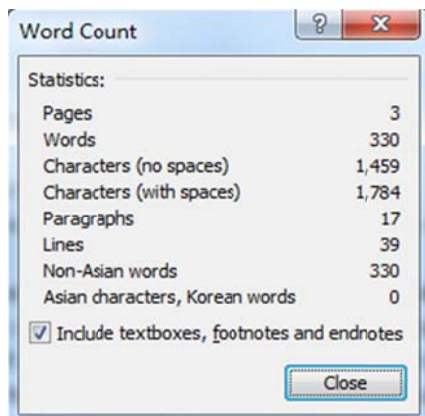 Word Count
Statistics:
Pages 3
Words 330
Characters (no spaces) 1,459
Characters (with spaces) 1,784
Paragraphs 17
Lines 39
Non-Asian words 330
Asian characters, Korean words 0
Include textboxes, footnotes and endnotes
Close